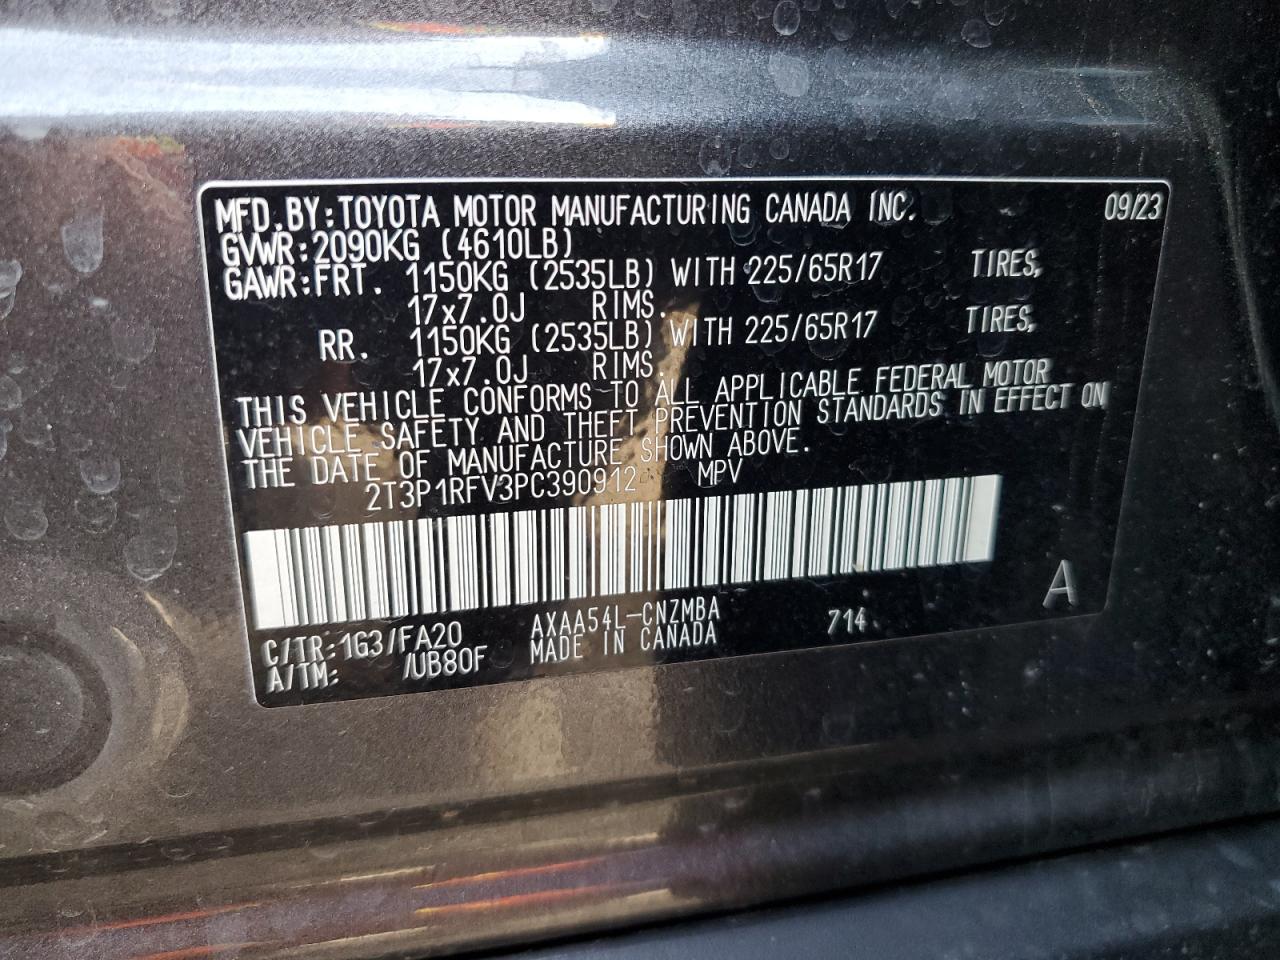 MFD.BY:TOYOTA MOTOR MANUFACTURING CANADA INC. 09/23
GVWR:2090KG (4610LB)
GAWR:FRT. 1150KG (2535LB) WITH 225/65R17 TIRES,
17x7.0J RIMS.
RR. 1150KG (2535LB) WITH 225/65R17 TIRES,
17x7.0J RIMS.
THIS VEHICLE CONFORMS TO ALL APPLICABLE FEDERAL MOTOR
VEHICLE SAFETY AND THEFT PREVENTION STANDARDS IN EFFECT ON
THE DATE OF MANUFACTURE SHOWN ABOVE.
2T3P1RFV3PC390912 MPV
A
C/TR:1G3/FA20 AXAA54L-CNZMBA 714
A/TM: /UB80F MADE IN CANADA